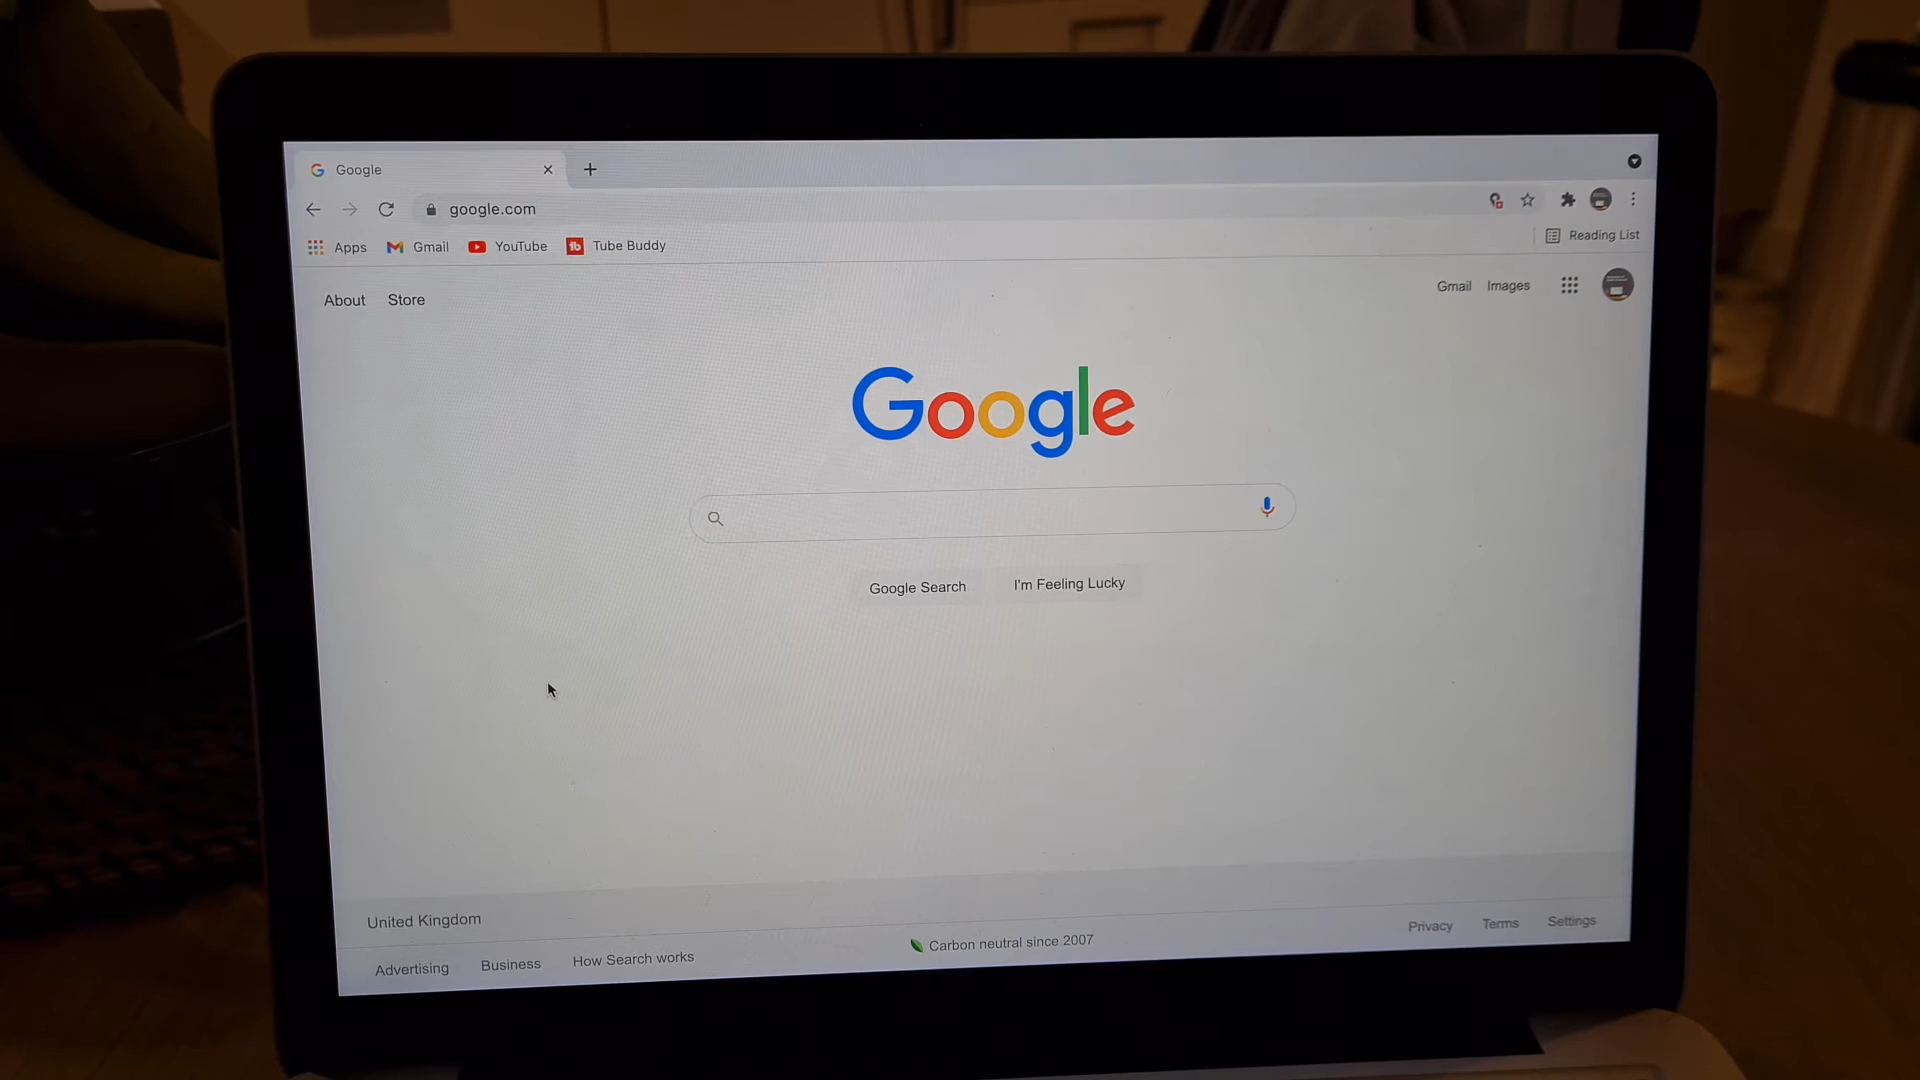 Google
google.com
Apps Gmail YouTube Tube Buddy Reading List
About Store Gmail Images
Google
Google Search I'm Feeling Lucky
United Kingdom
Advertising Business How Search works Carbon neutral since 2007 Privacy Terms Settings